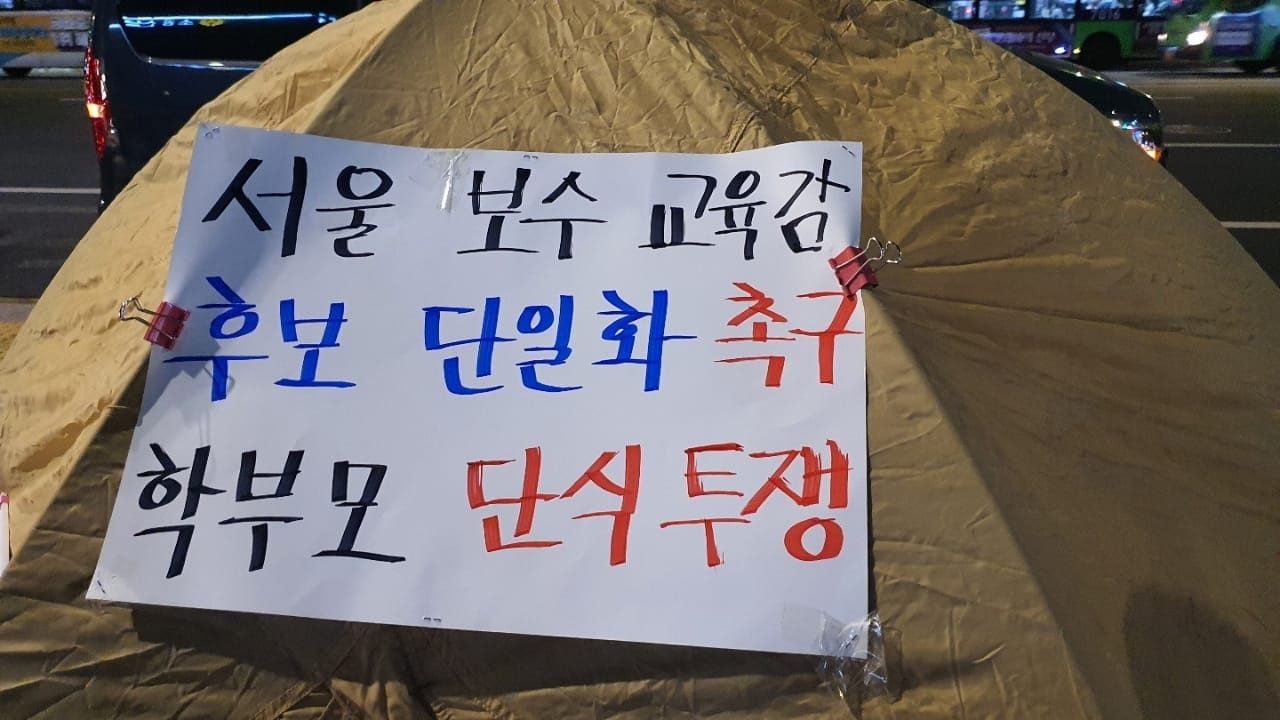 서울 보수 교육감
후보 단일화 촉구
학부모 단식 투쟁